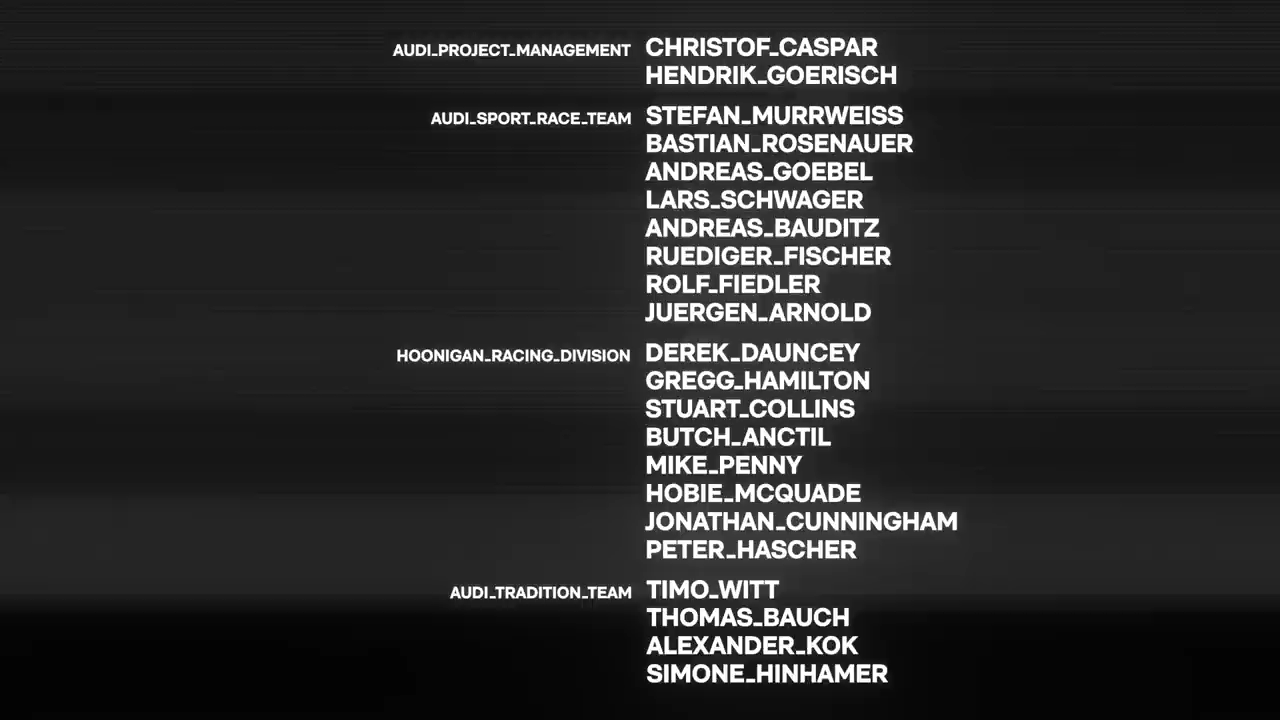 AUDI_PROJECT_MANAGEMENT CHRISTOF_CASPAR
HENDRIK_GOERISCH
AUDI_SPORT_RACE_TEAM STEFAN_MURRWEISS
BASTIAN_ROSENAUER
ANDREAS_GOEBEL
LARS_SCHWAGER
ANDREAS_BAUDITZ
RUEDIGER_FISCHER
ROLF_FIEDLER
JUERGEN_ARNOLD
HOONIGAN_RACING_DIVISION DEREK_DAUNCEY
GREGG_HAMILTON
STUART_COLLINS
BUTCH_ANCTIL
MIKE_PENNY
HOBIE_MCQUADE
JONATHAN_CUNNINGHAM
PETER_HASCHER
AUDI_TRADITION_TEAM TIMO_WITT
THOMAS_BAUCH
ALEXANDER_KOK
SIMONE_HINHAMER